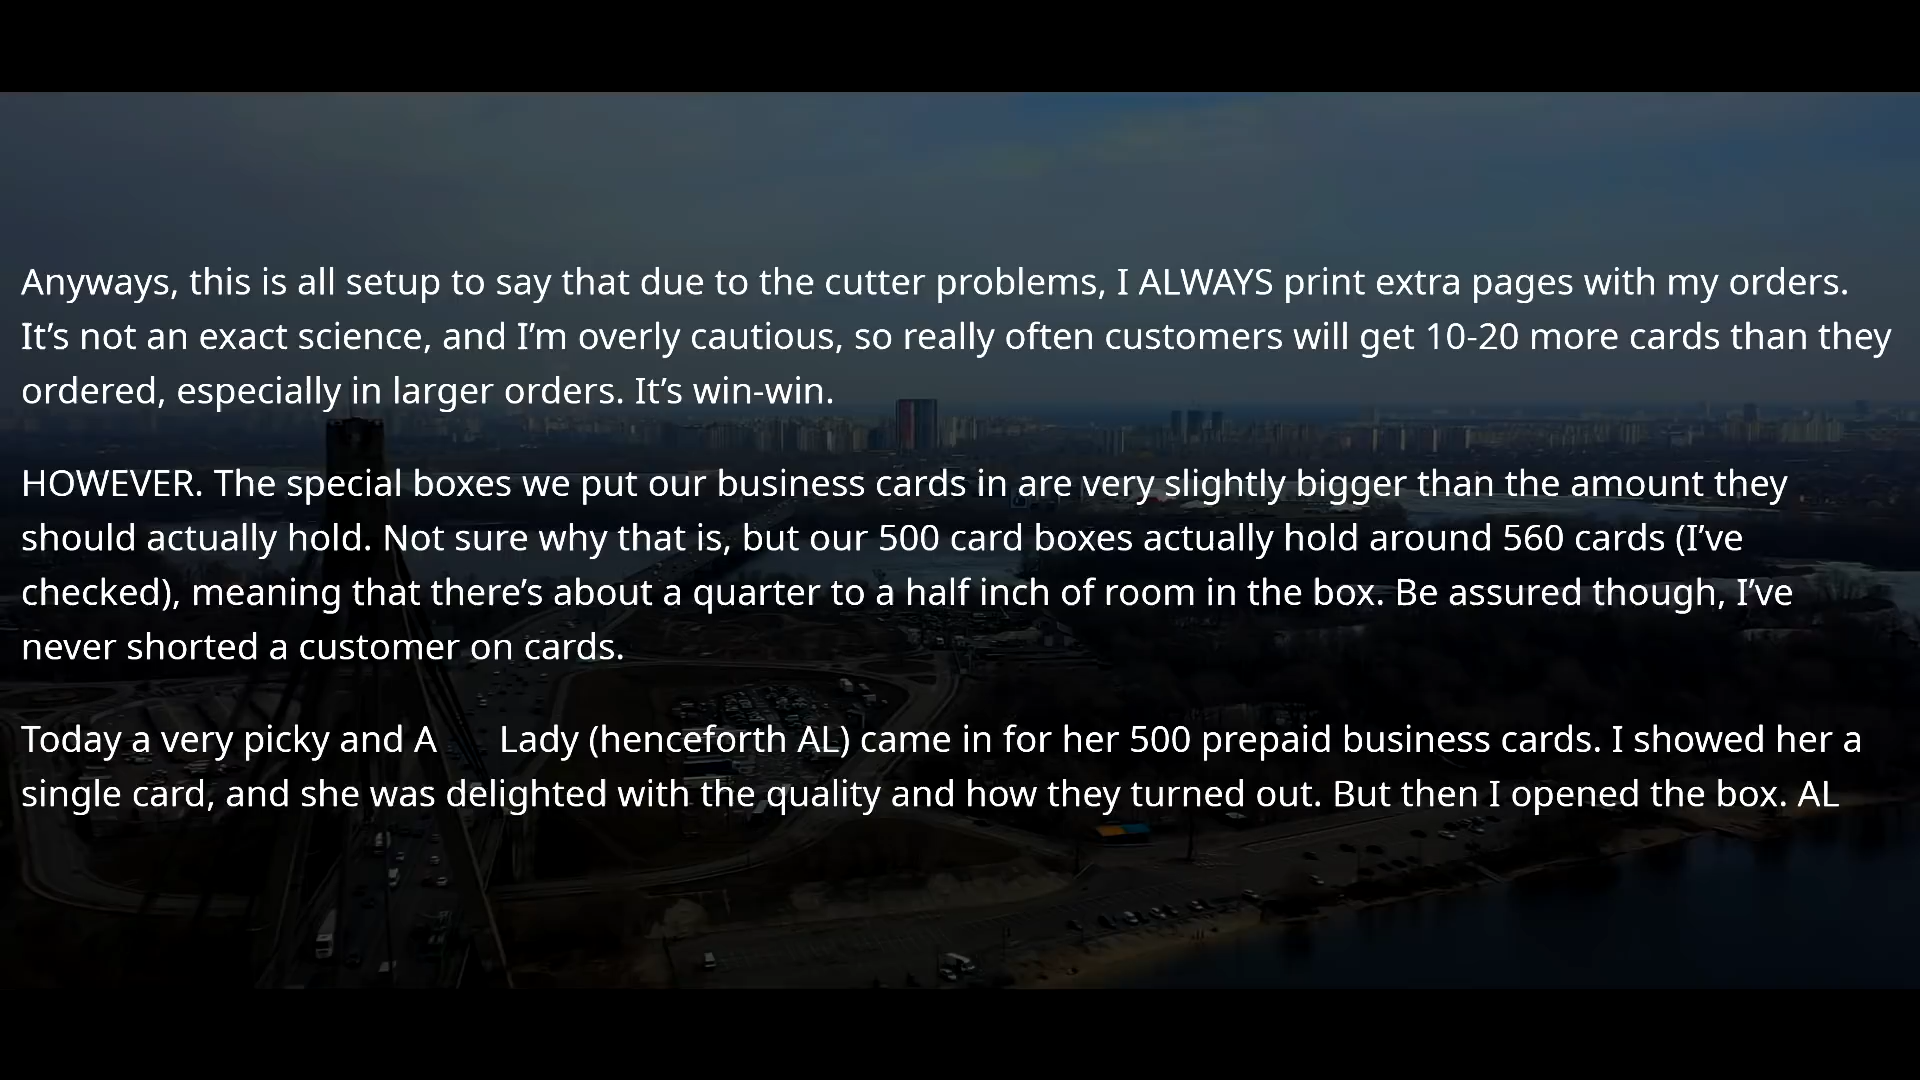 Anyways, this is all setup to say that due to the cutter problems, I ALWAYS print extra pages with my orders.
It’s not an exact science, and I’m overly cautious, so really often customers will get 10-20 more cards than they
ordered, especially in larger orders. It’s win-win.
HOWEVER. The special boxes we put our business cards in are very slightly bigger than the amount they
should actually hold. Not sure why that is, but our 500 card boxes actually hold around 560 cards (I’ve
checked), meaning that there’s about a quarter to a half inch of room in the box. Be assured though, I’ve
never shorted a customer on cards.
Today a very picky and A Lady (henceforth AL) came in for her 500 prepaid business cards. I showed her a
single card, and she was delighted with the quality and how they turned out. But then I opened the box. AL